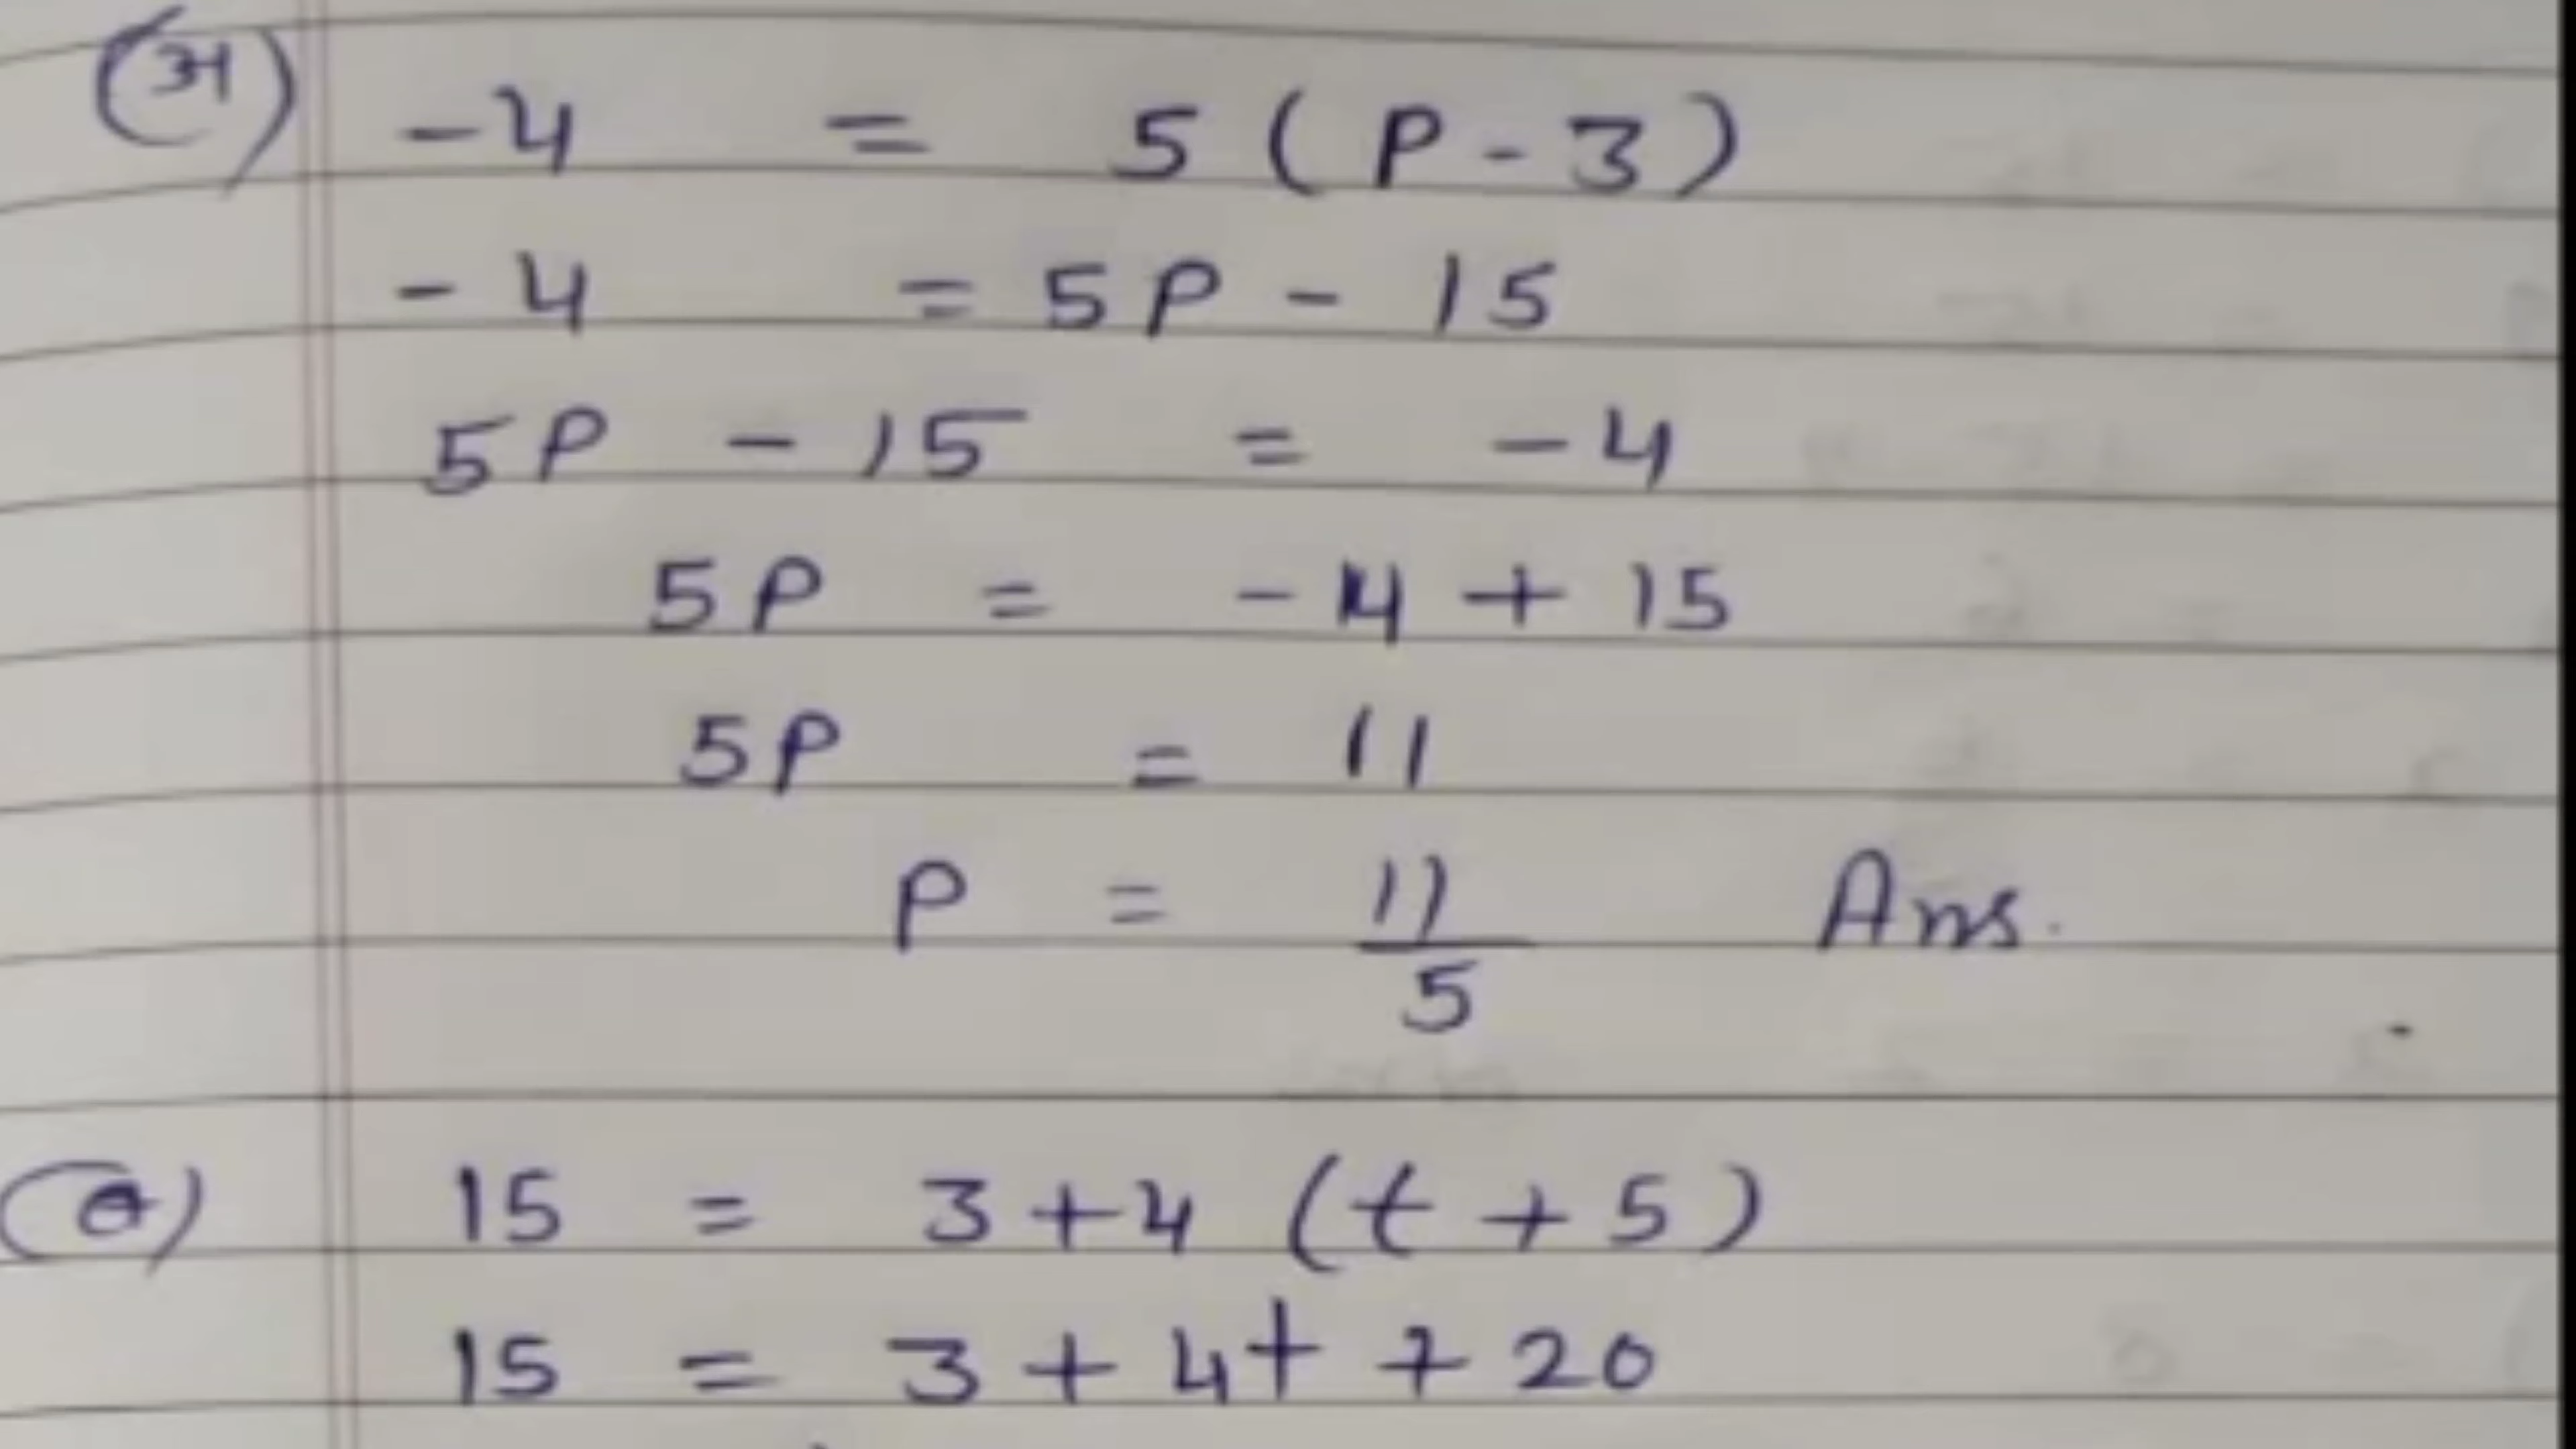 (अ) -4 = 5 (P - 3)
- 4 = 5P - 15
5P - 15 = -4
5P = -4 + 15
5P = 11
P = 11/5 Ans.
15 = 3 + 4 (t + 5)
15 = 3 + 4t + 20